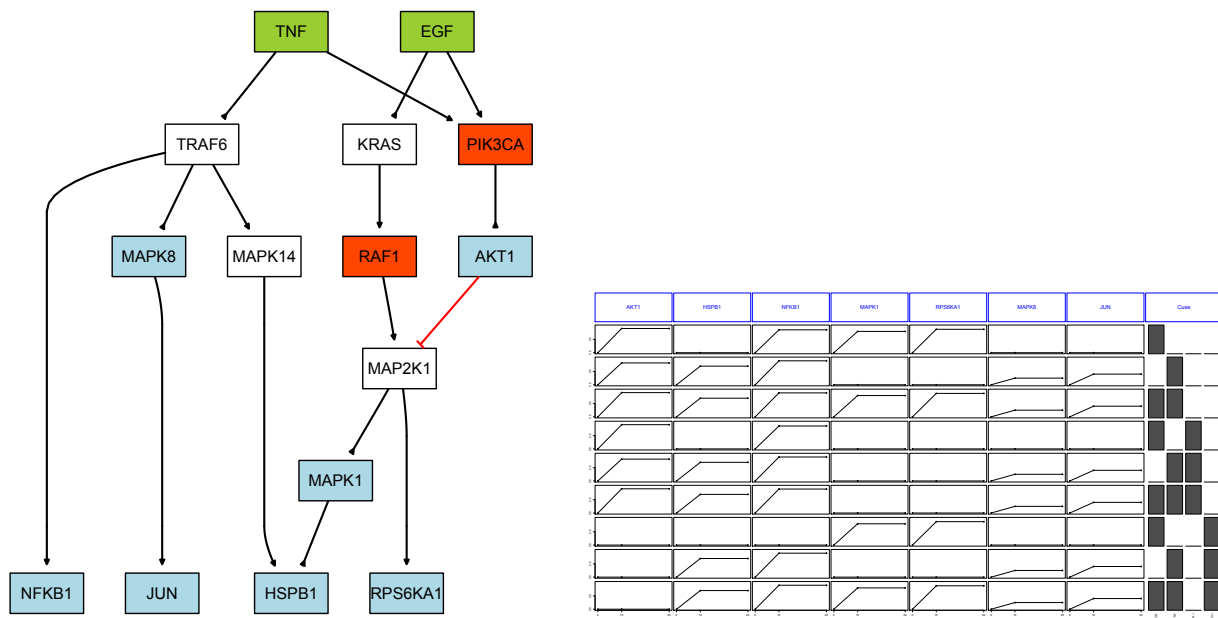 TNF
EGF
TRAF6
KRAS
PIK3CA
MAPK8
MAPK14
RAF1
AKT1
MAP2K1
MAPK1
NFKB1
JUN
HSPB1
RPS6KA1
AKT1 HSPB1 NFKB1 MAPK1 RPS6KA1 MAPK8 JUN Cues